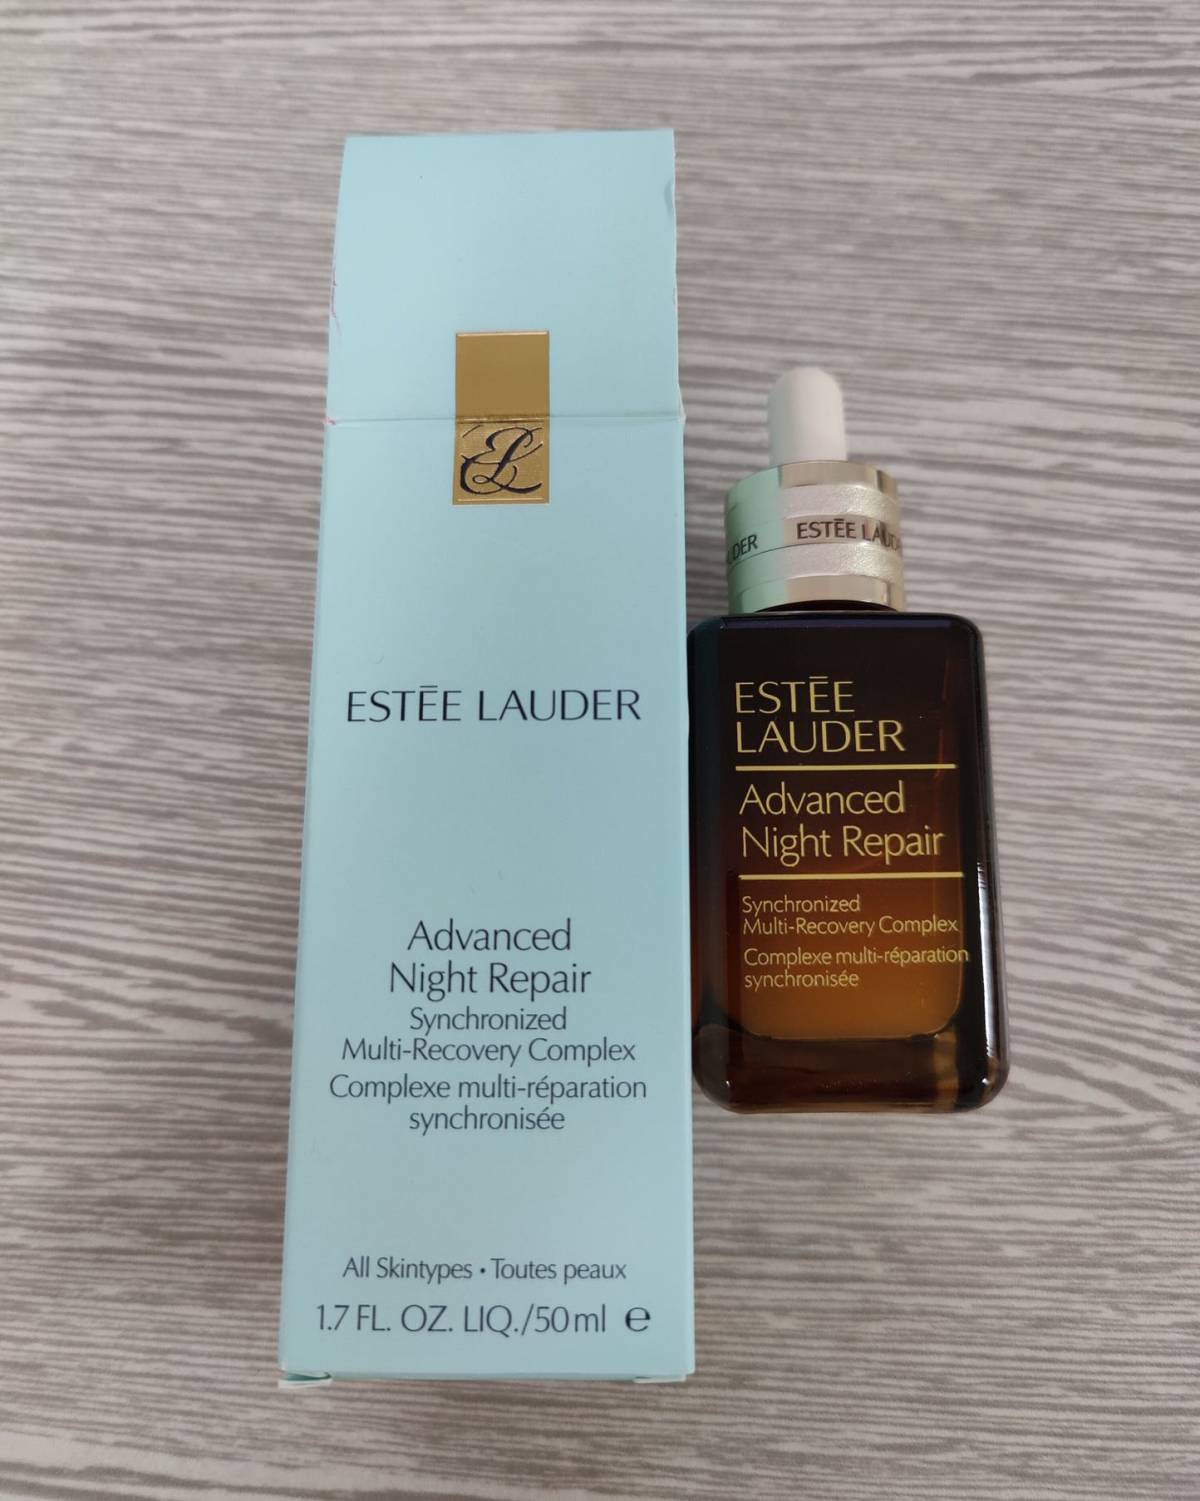 EL
ESTĒE LAUDER
Advanced
Night Repair
Synchronized
Multi-Recovery Complex
Complexe multi-réparation
synchronisée
All Skintypes • Toutes peaux
1.7 FL. OZ. LIQ./50 ml ℮
UDER ESTĒE LAUDE
ESTĒE
LAUDER
Advanced
Night Repair
Synchronized
Multi-Recovery Complex
Complexe multi-réparation
synchronisée